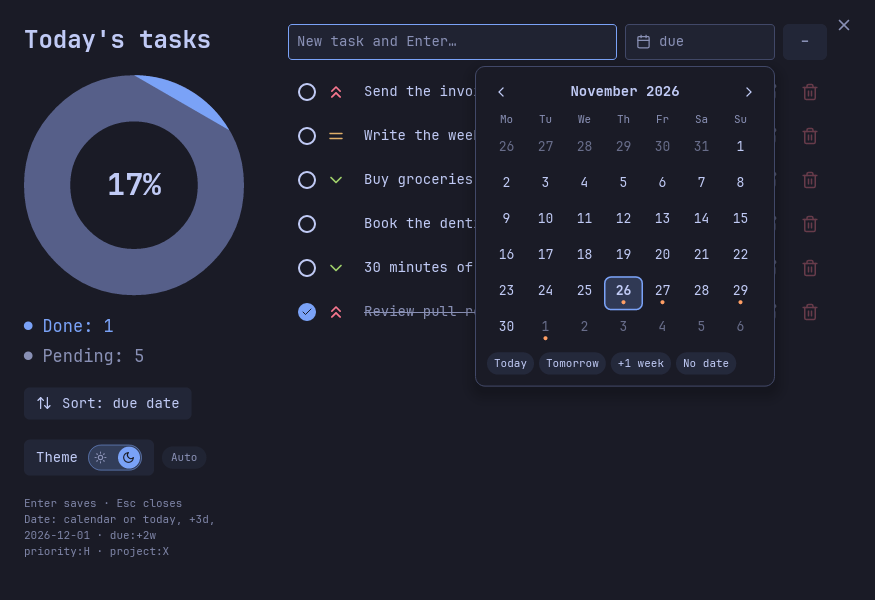 Today's tasks
17%
Done: 1
Pending: 5
Sort: due date
Theme
Auto
Enter saves · Esc closes
Date: calendar or today, +3d,
2026-12-01 · due:+2w
priority:H · project:X
New task and Enter…
due
–
Send the invo
Write the wee
Buy groceries
Book the dent
30 minutes of
Review pull r
November 2026
Mo Tu We Th Fr Sa Su
26 27 28 29 30 31 1
2 3 4 5 6 7 8
9 10 11 12 13 14 15
16 17 18 19 20 21 22
23 24 25 26 27 28 29
30 1 2 3 4 5 6
Today Tomorrow +1 week No date